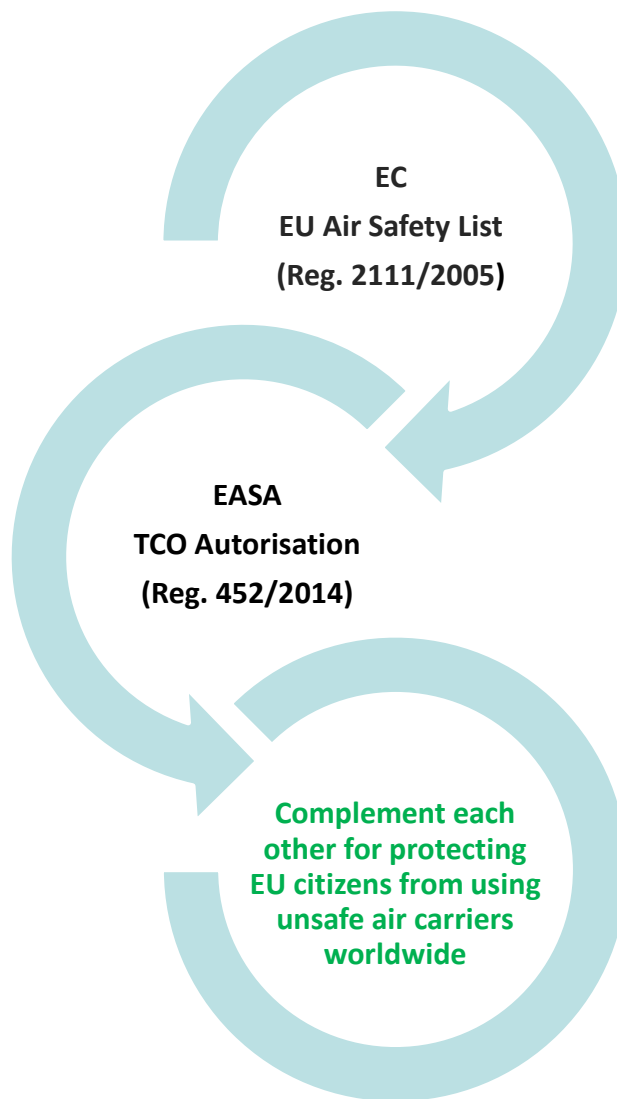 EC
EU Air Safety List
(Reg. 2111/2005)
EASA
TCO Autorisation
(Reg. 452/2014)
Complement each
other for protecting
EU citizens from using
unsafe air carriers
worldwide